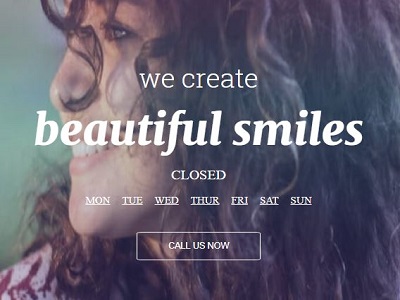 we create
beautiful smiles
CLOSED
MON TUE WED THUR FRI SAT SUN
CALL US NOW